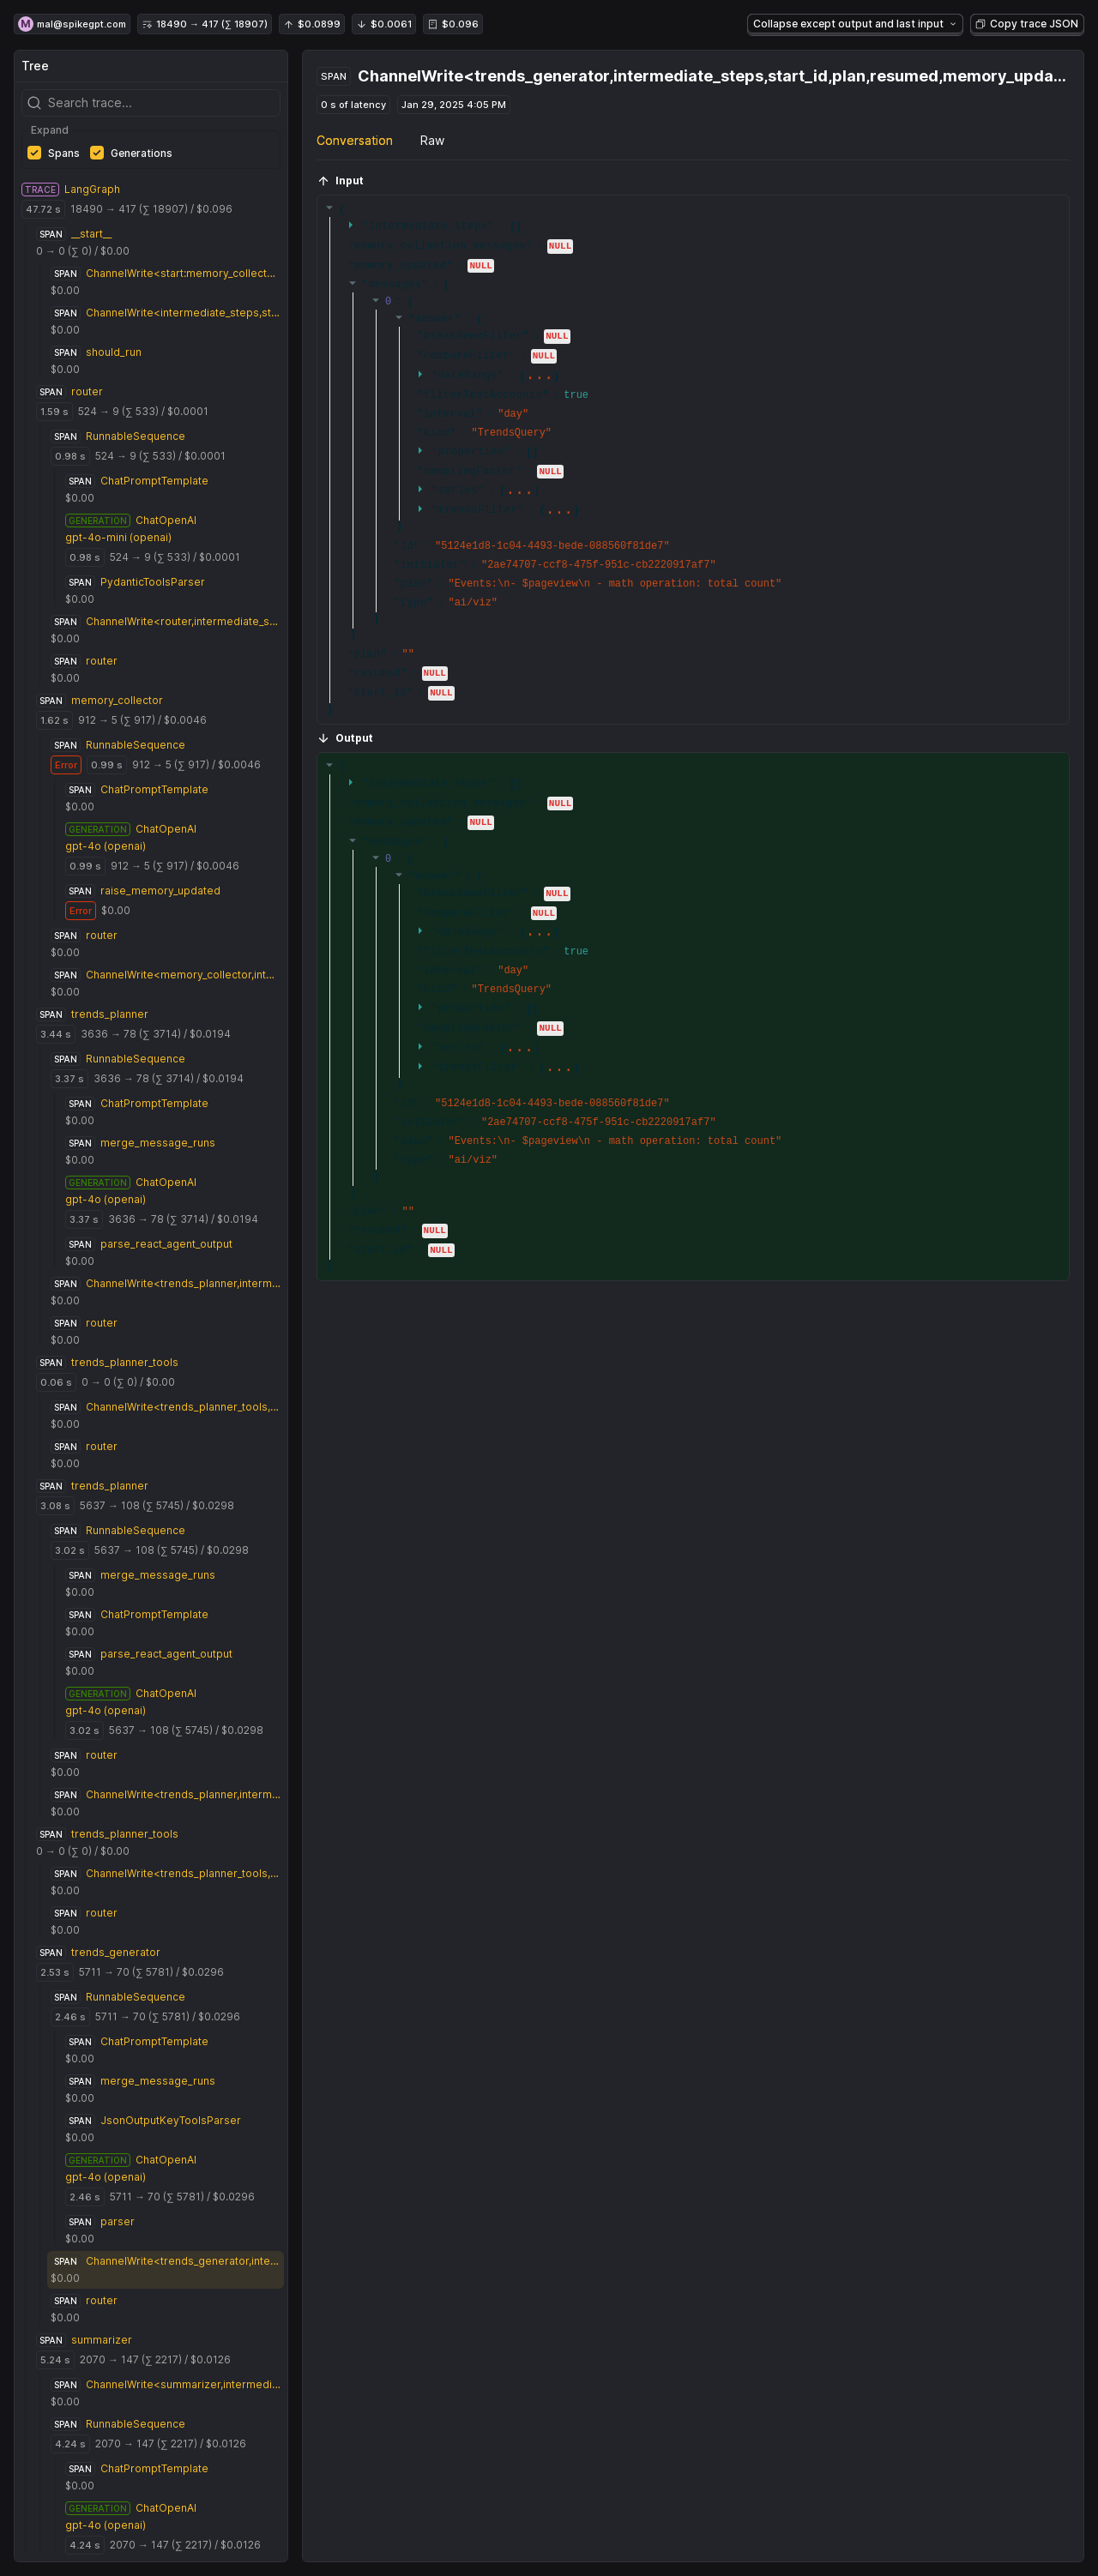 M mal@spikegpt.com 18490 → 417 (∑ 18907) ↑ $0.0899 ↓ $0.0061 $0.096 Collapse except output and last input Copy trace JSON
Tree
Search trace...
Expand
Spans Generations
TRACE LangGraph
47.72 s 18490 → 417 (∑ 18907) / $0.096
SPAN __start__
0 → 0 (∑ 0) / $0.00
SPAN ChannelWrite<start:memory_collect...
$0.00
SPAN ChannelWrite<intermediate_steps,st...
$0.00
SPAN should_run
$0.00
SPAN router
1.59 s 524 → 9 (∑ 533) / $0.0001
SPAN RunnableSequence
0.98 s 524 → 9 (∑ 533) / $0.0001
SPAN ChatPromptTemplate
$0.00
GENERATION ChatOpenAI
gpt-4o-mini (openai)
0.98 s 524 → 9 (∑ 533) / $0.0001
SPAN PydanticToolsParser
$0.00
SPAN ChannelWrite<router,intermediate_s...
$0.00
SPAN router
$0.00
SPAN memory_collector
1.62 s 912 → 5 (∑ 917) / $0.0046
SPAN RunnableSequence
Error 0.99 s 912 → 5 (∑ 917) / $0.0046
SPAN ChatPromptTemplate
$0.00
GENERATION ChatOpenAI
gpt-4o (openai)
0.99 s 912 → 5 (∑ 917) / $0.0046
SPAN raise_memory_updated
Error $0.00
SPAN router
$0.00
SPAN ChannelWrite<memory_collector,int...
$0.00
SPAN trends_planner
3.44 s 3636 → 78 (∑ 3714) / $0.0194
SPAN RunnableSequence
3.37 s 3636 → 78 (∑ 3714) / $0.0194
SPAN ChatPromptTemplate
$0.00
SPAN merge_message_runs
$0.00
GENERATION ChatOpenAI
gpt-4o (openai)
3.37 s 3636 → 78 (∑ 3714) / $0.0194
SPAN parse_react_agent_output
$0.00
SPAN ChannelWrite<trends_planner,interm...
$0.00
SPAN router
$0.00
SPAN trends_planner_tools
0.06 s 0 → 0 (∑ 0) / $0.00
SPAN ChannelWrite<trends_planner_tools,...
$0.00
SPAN router
$0.00
SPAN trends_planner
3.08 s 5637 → 108 (∑ 5745) / $0.0298
SPAN RunnableSequence
3.02 s 5637 → 108 (∑ 5745) / $0.0298
SPAN merge_message_runs
$0.00
SPAN ChatPromptTemplate
$0.00
SPAN parse_react_agent_output
$0.00
GENERATION ChatOpenAI
gpt-4o (openai)
3.02 s 5637 → 108 (∑ 5745) / $0.0298
SPAN router
$0.00
SPAN ChannelWrite<trends_planner,interm...
$0.00
SPAN trends_planner_tools
0 → 0 (∑ 0) / $0.00
SPAN ChannelWrite<trends_planner_tools,...
$0.00
SPAN router
$0.00
SPAN trends_generator
2.53 s 5711 → 70 (∑ 5781) / $0.0296
SPAN RunnableSequence
2.46 s 5711 → 70 (∑ 5781) / $0.0296
SPAN ChatPromptTemplate
$0.00
SPAN merge_message_runs
$0.00
SPAN JsonOutputKeyToolsParser
$0.00
GENERATION ChatOpenAI
gpt-4o (openai)
2.46 s 5711 → 70 (∑ 5781) / $0.0296
SPAN parser
$0.00
SPAN ChannelWrite<trends_generator,inte...
$0.00
SPAN router
$0.00
SPAN summarizer
5.24 s 2070 → 147 (∑ 2217) / $0.0126
SPAN ChannelWrite<summarizer,intermedi...
$0.00
SPAN RunnableSequence
4.24 s 2070 → 147 (∑ 2217) / $0.0126
SPAN ChatPromptTemplate
$0.00
GENERATION ChatOpenAI
gpt-4o (openai)
4.24 s 2070 → 147 (∑ 2217) / $0.0126
SPAN ChannelWrite<trends_generator,intermediate_steps,start_id,plan,resumed,memory_upda...
0 s of latency Jan 29, 2025 4:05 PM
Conversation Raw
↑ Input
NULL
NULL
0
NULL
NULL
...
true
"day"
"TrendsQuery"
NULL
...
...
"5124e1d8-1c04-4493-bede-088560f81de7"
"2ae74707-ccf8-475f-951c-cb2220917af7"
"Events:\n- $pageview\n - math operation: total count"
"ai/viz"
""
NULL
NULL
↓ Output
NULL
NULL
0
NULL
NULL
...
true
"day"
"TrendsQuery"
NULL
...
...
"5124e1d8-1c04-4493-bede-088560f81de7"
"2ae74707-ccf8-475f-951c-cb2220917af7"
"Events:\n- $pageview\n - math operation: total count"
"ai/viz"
""
NULL
NULL